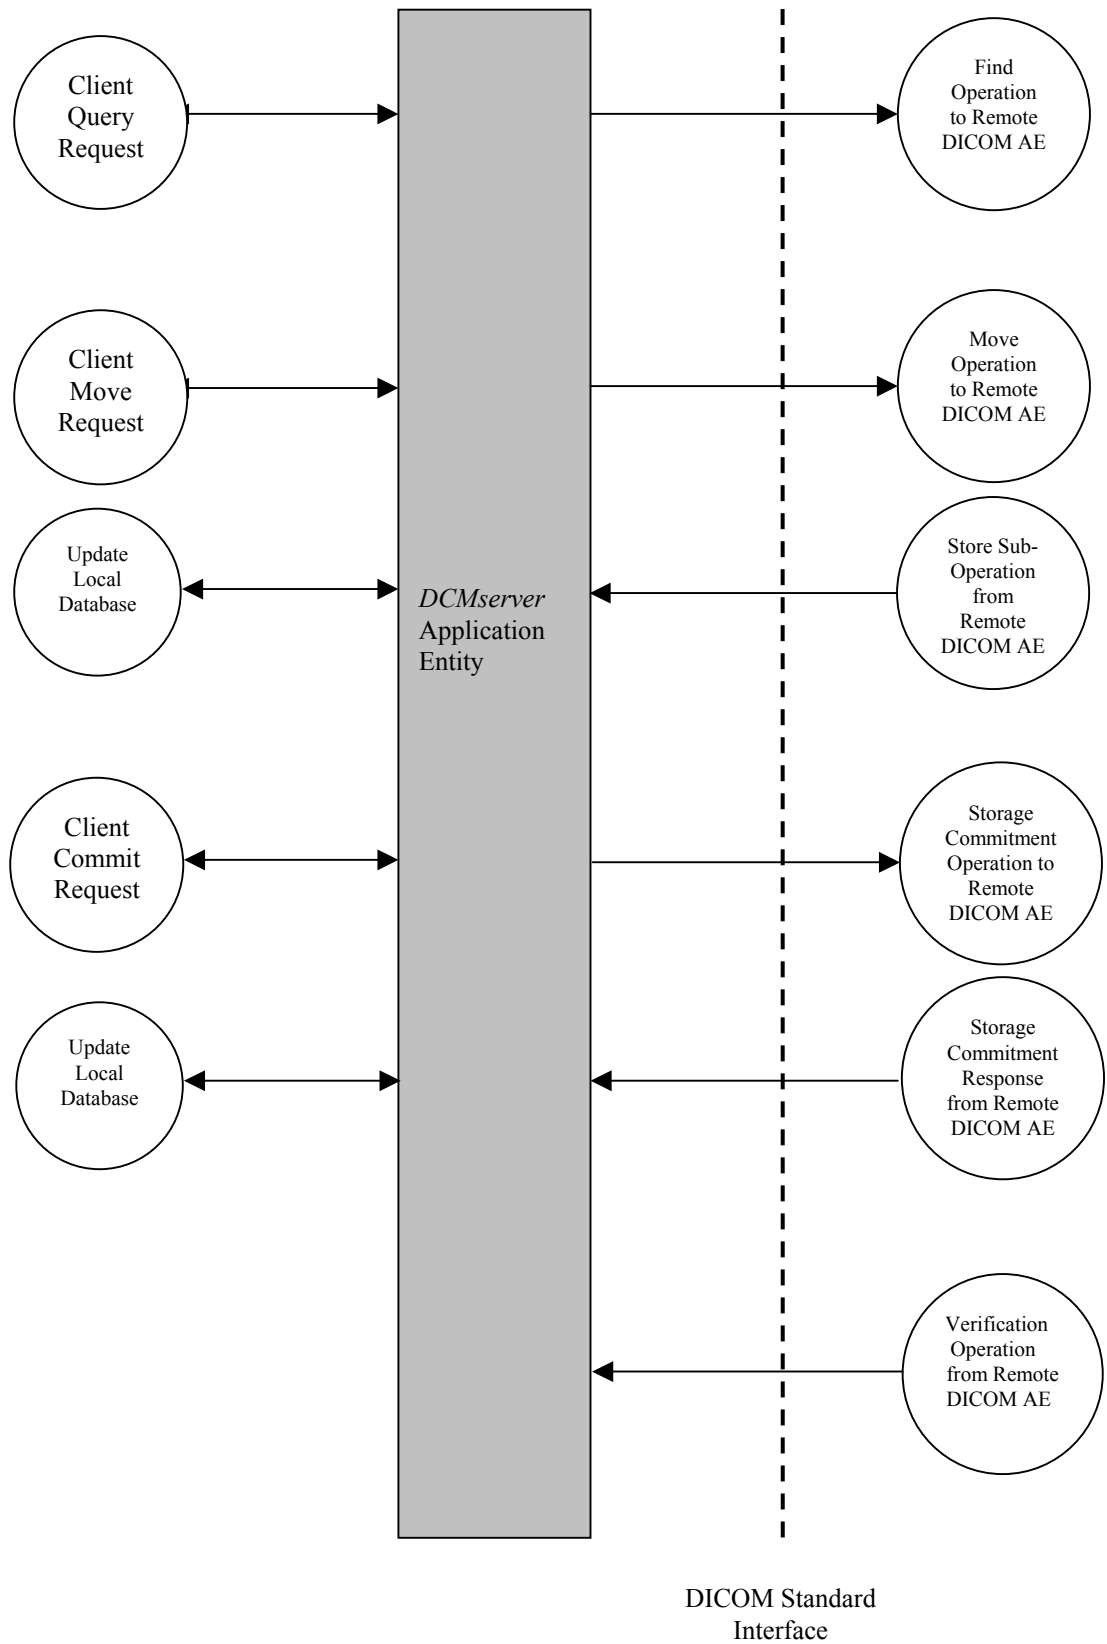 Client
Query
Request
Find
Operation
to Remote
DICOM AE
Client
Move
Request
Move
Operation
to Remote
DICOM AE
Update
Local
Database
DCMserver
Application
Entity
Store Sub-
Operation
from
Remote
DICOM AE
Client
Commit
Request
Storage
Commitment
Operation to
Remote
DICOM AE
Update
Local
Database
Storage
Commitment
Response
from Remote
DICOM AE
Verification
Operation
from Remote
DICOM AE
DICOM Standard
Interface